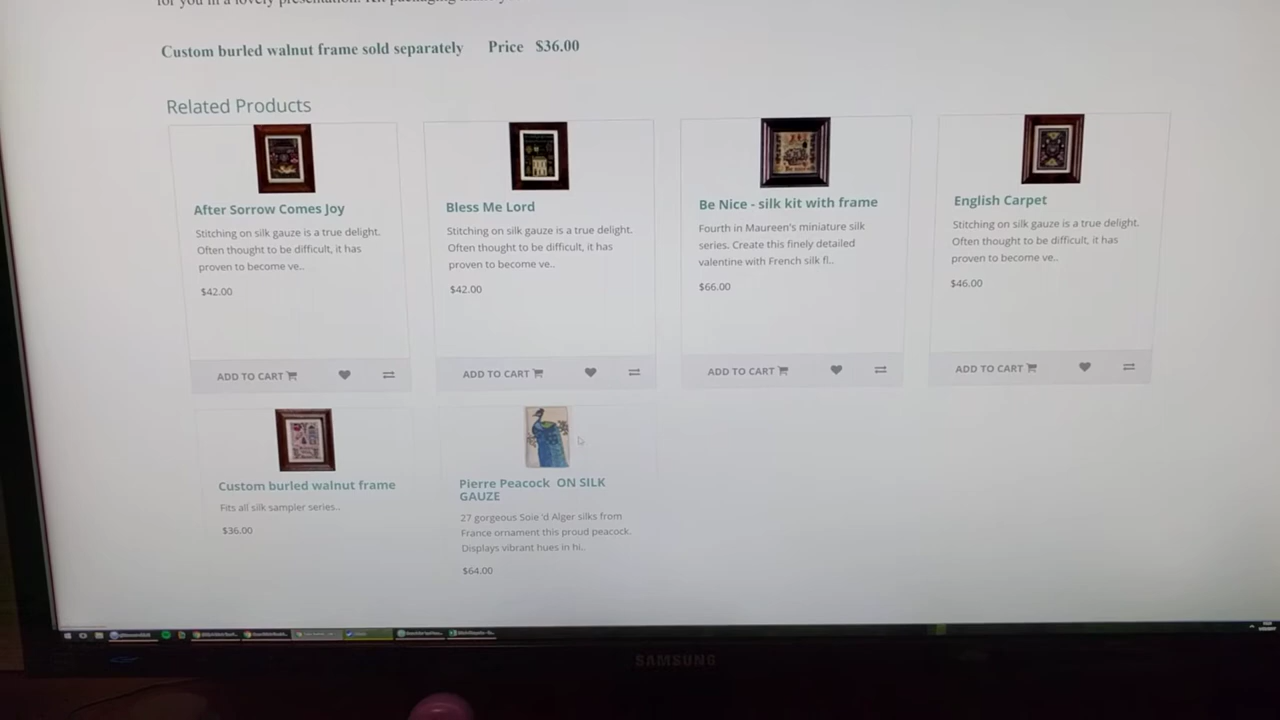 for you in a lovely presentation.
Custom burled walnut frame sold separately Price $36.00
Related Products
After Sorrow Comes Joy
Stitching on silk gauze is a true delight.
Often thought to be difficult, it has
proven to become ve..
$42.00
ADD TO CART
Bless Me Lord
Stitching on silk gauze is a true delight.
Often thought to be difficult, it has
proven to become ve..
$42.00
ADD TO CART
Be Nice - silk kit with frame
Fourth in Maureen's miniature silk
series. Create this finely detailed
valentine with French silk fl..
$66.00
ADD TO CART
English Carpet
Stitching on silk gauze is a true delight.
Often thought to be difficult, it has
proven to become ve..
$46.00
ADD TO CART
Custom burled walnut frame
Fits all silk sampler series..
$36.00
Pierre Peacock ON SILK
GAUZE
27 gorgeous Soie 'd Alger silks from
France ornament this proud peacock.
Displays vibrant hues in hi..
$64.00
SAMSUNG